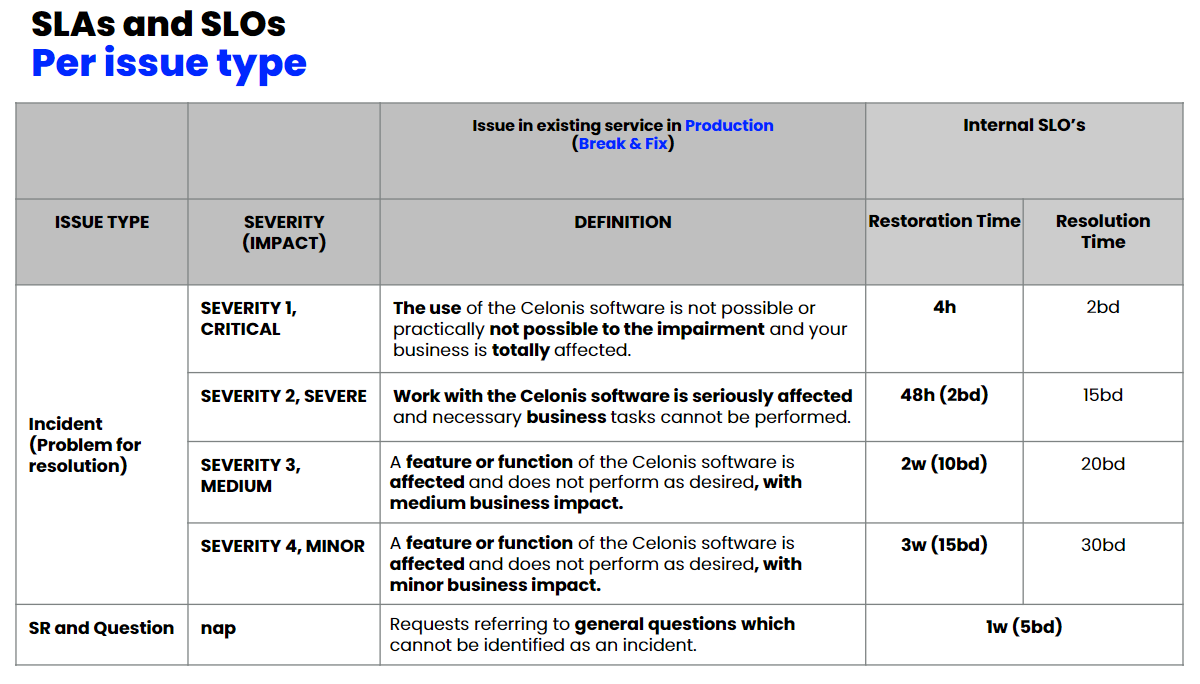 SLAs and SLOs
Per issue type
Issue in existing service in Production
(Break & Fix)
Internal SLO’s
ISSUE TYPE
SEVERITY
(IMPACT)
DEFINITION
Restoration Time
Resolution
Time
Incident
(Problem for
resolution)
SEVERITY 1,
CRITICAL
The use of the Celonis software is not possible or
practically not possible to the impairment and your
business is totally affected.
4h
2bd
SEVERITY 2, SEVERE
Work with the Celonis software is seriously affected
and necessary business tasks cannot be performed.
48h (2bd)
15bd
SEVERITY 3,
MEDIUM
A feature or function of the Celonis software is
affected and does not perform as desired, with
medium business impact.
2w (10bd)
20bd
SEVERITY 4, MINOR
A feature or function of the Celonis software is
affected and does not perform as desired, with
minor business impact.
3w (15bd)
30bd
SR and Question
nap
Requests referring to general questions which
cannot be identified as an incident.
1w (5bd)